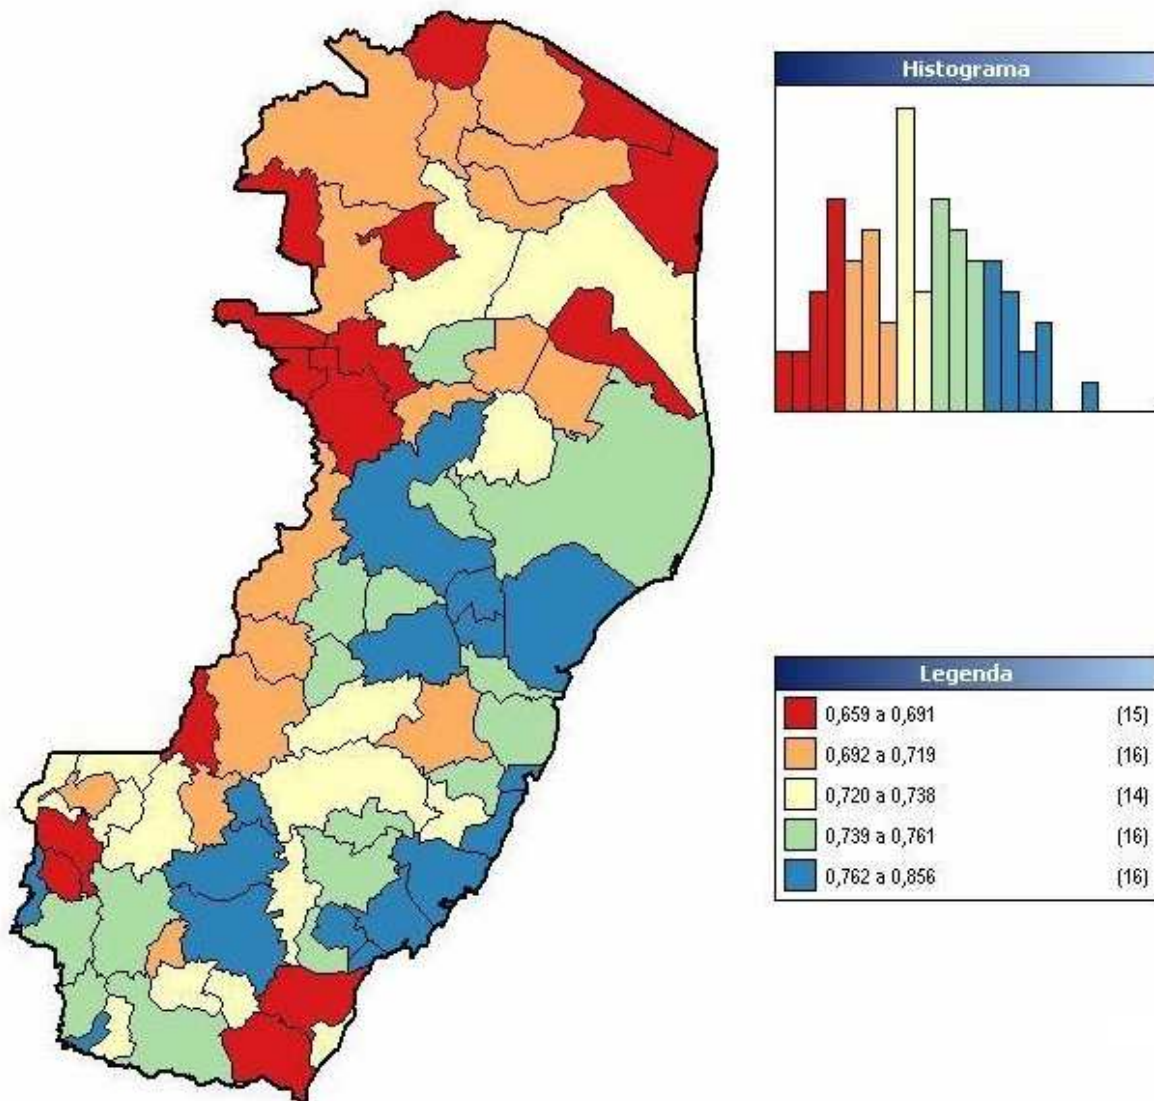 Histograma
Legenda
0,659 a 0,691 (15)
0,692 a 0,719 (16)
0,720 a 0,738 (14)
0,739 a 0,761 (16)
0,762 a 0,856 (16)